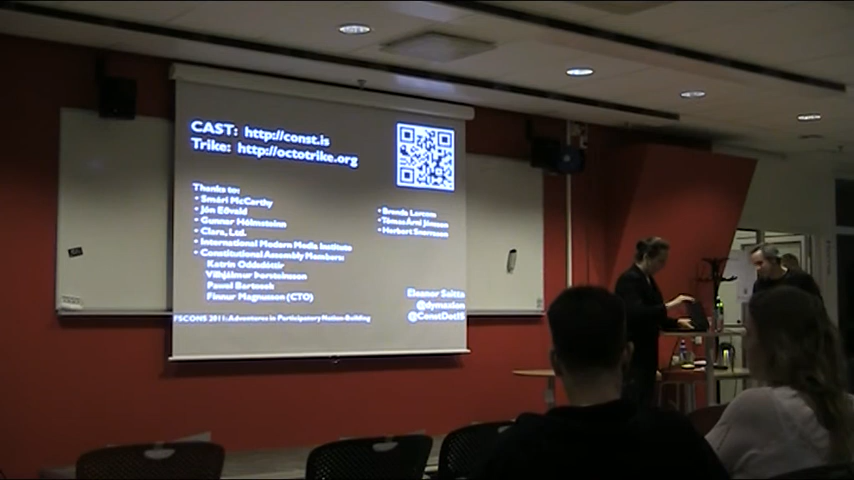 CAST: http://const.is
Trike: http://octotrike.org
Thanks to:
• Smári McCarthy
• Jón Eðvald
• Gunnar Hólmsteinn
• Clara, Ltd.
• International Modern Media Institute
• Constitutional Assembly Members:
Katrín Oddsdóttir
Vilhjálmur Þorsteinsson
Pawel Bartoszek
Finnur Magnusson (CTO)
• Brenda
• Tómas Árni Jónsson
• Herbert Snorrason
Eleanor Saitta
@dymaxion
@ConstDotIS
FSCONS 2011: Adventures in Participatory Nation-Building